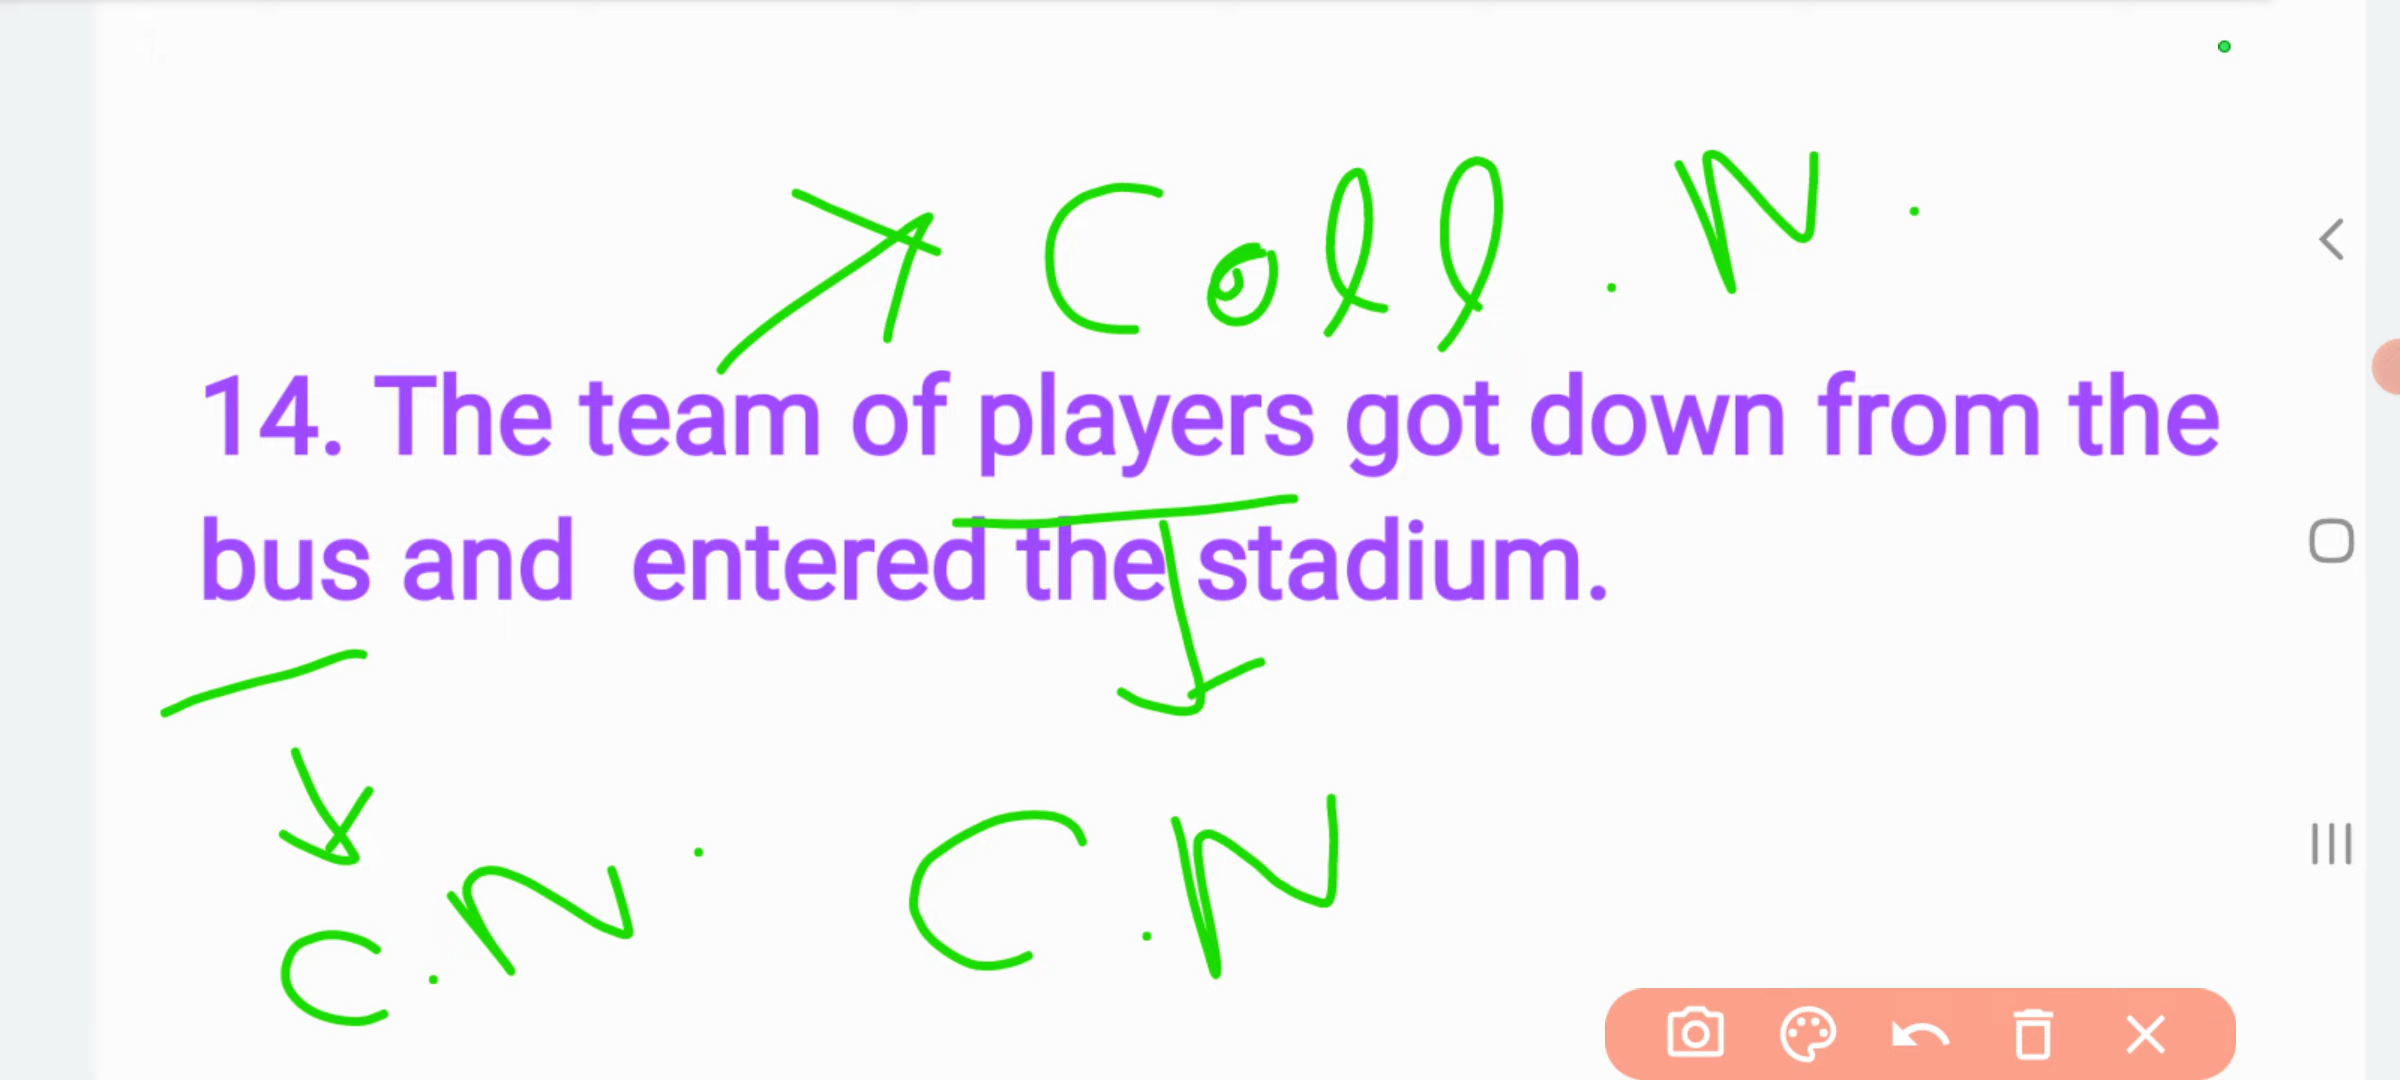 Coll. N.
14. The team of players got down from the
bus and entered the stadium.
C.N. C.N